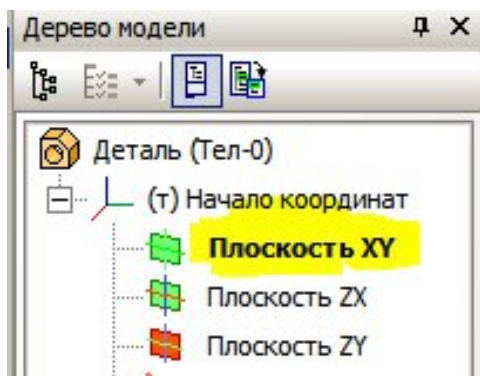 Дерево модели
Деталь (Тел-0)
(т) Начало координат
Плоскость XY
Плоскость ZX
Плоскость ZY